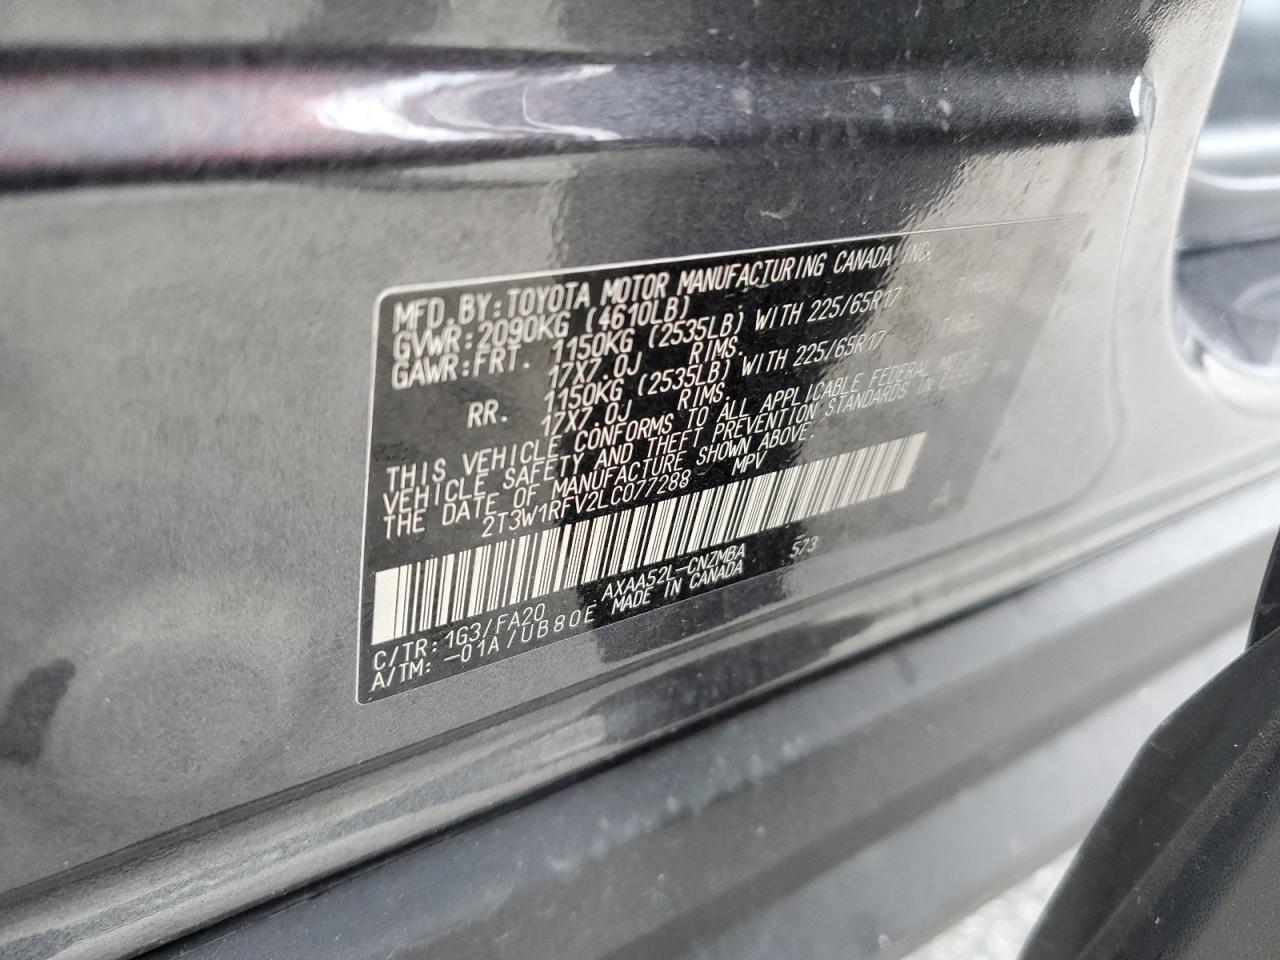 MFD. BY: TOYOTA MOTOR MANUFACTURING CANADA INC.
GVWR: 2090KG (4610LB)
GAWR: FRT. 1150KG (2535LB) WITH 225/65R17 TIRES,
17X7.0J RIMS.
RR. 1150KG (2535LB) WITH 225/65R17 TIRES,
17X7.0J RIMS.
THIS VEHICLE CONFORMS TO ALL APPLICABLE FEDERAL MOTOR
VEHICLE SAFETY AND THEFT PREVENTION STANDARDS IN EFFECT ON
THE DATE OF MANUFACTURE SHOWN ABOVE.
2T3W1RFV2LC077288 MPV
C/TR: 1G3/FA20 AXAA52L-CNZMBA 573
A/TM: -01A/UB80E MADE IN CANADA
A